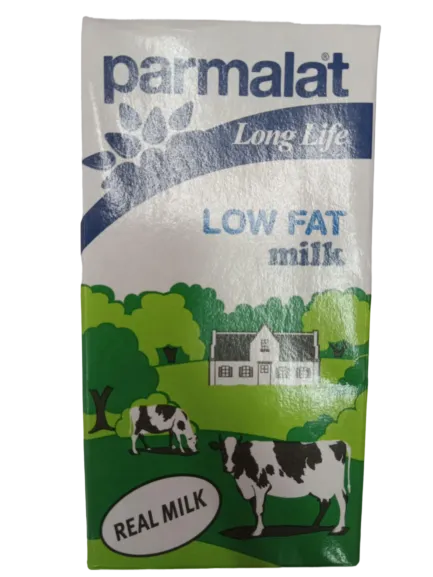 parmalat
Long Life
LOW FAT
milk
REAL MILK